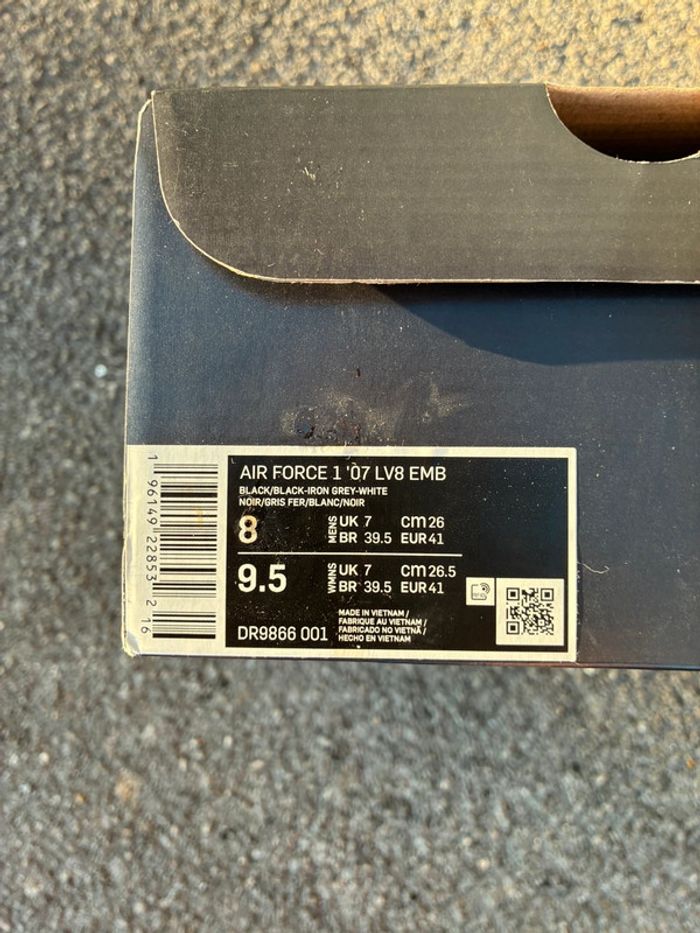 AIR FORCE 1 '07 LV8 EMB
BLACK/BLACK-IRON GREY-WHITE
NOIR/GRIS FER/BLANC/NOIR
8 MENS UK 7 cm 26
BR 39.5 EUR 41
9.5 WMNS UK 7 cm 26.5
BR 39.5 EUR 41
DR9866 001
MADE IN VIETNAM /
FABRIQUE AU VIETNAM /
FABRICADO NO VIETNÃ /
HECHO EN VIETNAM
1 96149 22853 2 16